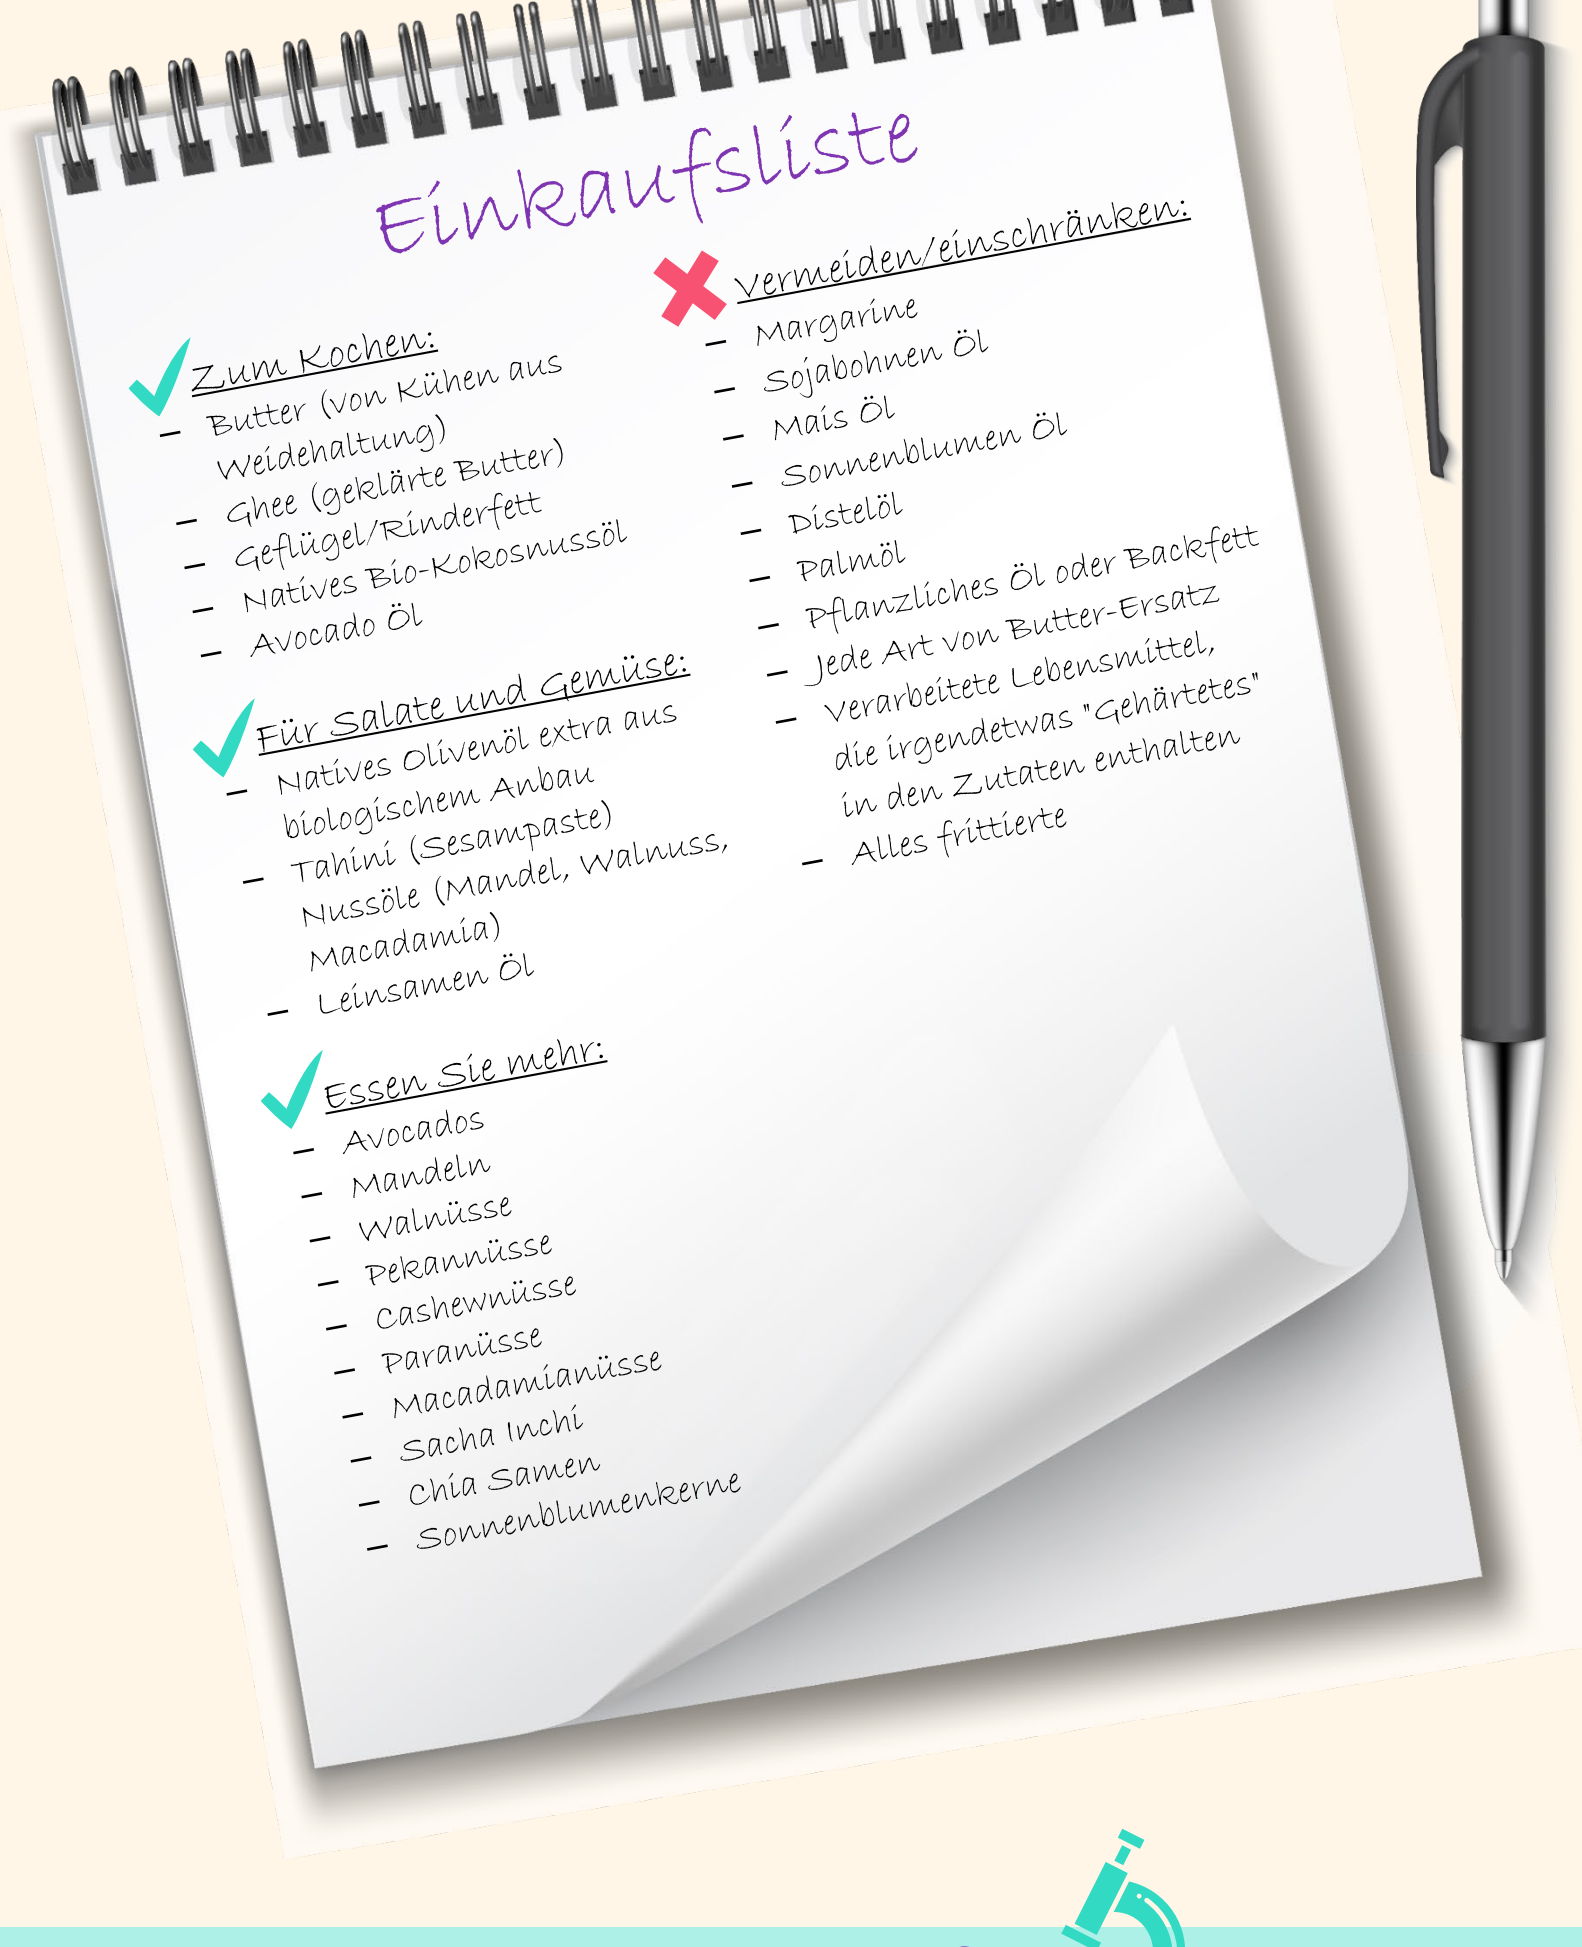 Einkaufsliste
Zum Kochen:
– Butter (von Kühen aus
Weidehaltung)
– Ghee (geklärte Butter)
– Geflügel/Rinderfett
– Natives Bio-Kokosnussöl
– Avocado Öl
Für Salate und Gemüse:
– Natives Olivenöl extra aus
biologischem Anbau
– Tahini (Sesampaste)
Nussöle (Mandel, Walnuss,
Macadamia)
– Leinsamen Öl
Essen Sie mehr:
– Avocados
– Mandeln
– Walnüsse
– Pekannüsse
– Cashewnüsse
– Paranüsse
– Macadamianüsse
– Sacha Inchi
– Chia Samen
– Sonnenblumenkerne
Vermeiden/einschränken:
– Margarine
– Sojabohnen Öl
– Mais Öl
– Sonnenblumen Öl
– Distelöl
– Palmöl
– Pflanzliches Öl oder Backfett
– Jede Art von Butter-Ersatz
– Verarbeitete Lebensmittel,
die irgendetwas "Gehärtetes"
in den Zutaten enthalten
– Alles frittierte